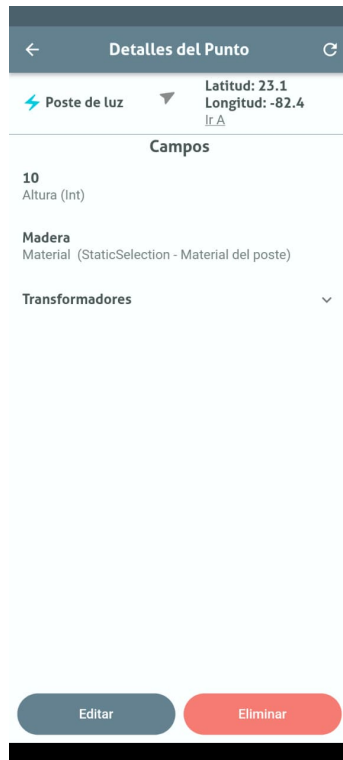 Detalles del Punto
Poste de luz
Latitud: 23.1
Longitud: -82.4
Ir A
Campos
10
Altura (Int)
Madera
Material (StaticSelection - Material del poste)
Transformadores
Editar
Eliminar